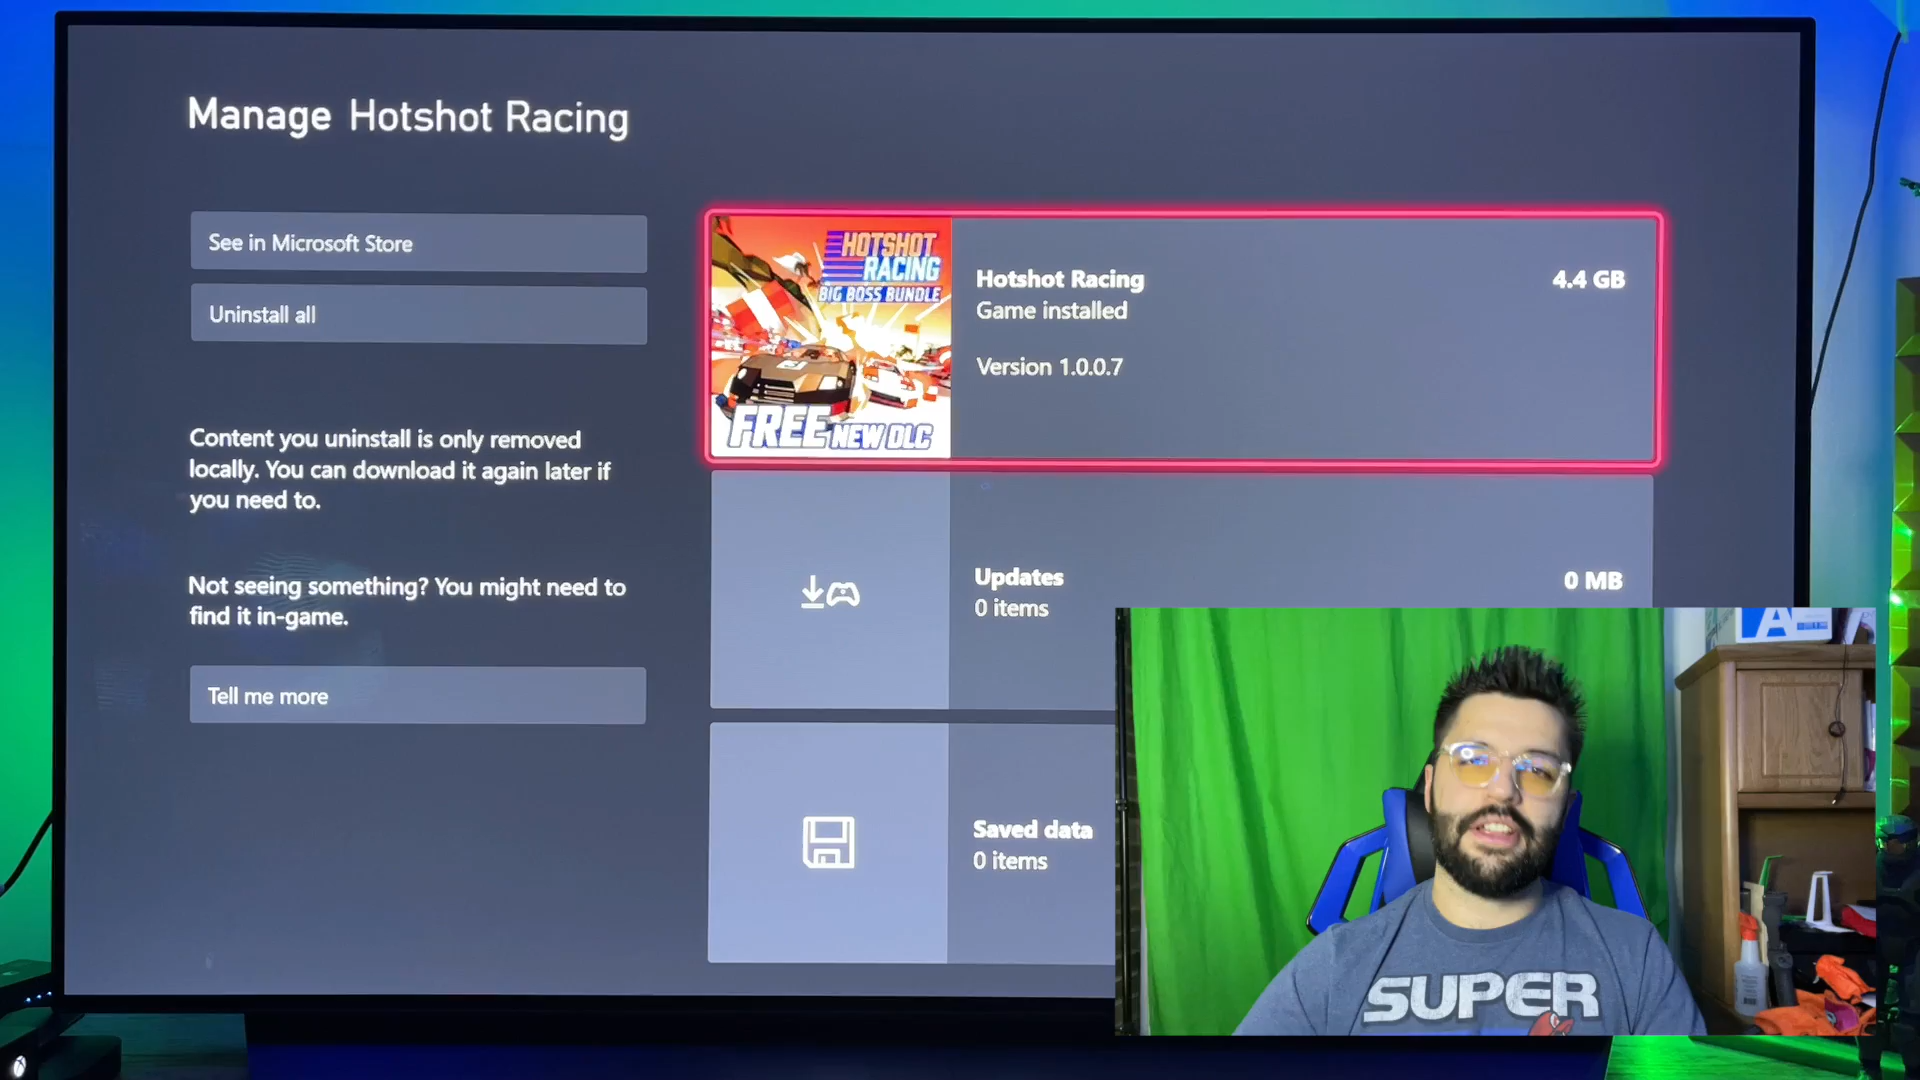 Manage Hotshot Racing
See in Microsoft Store
Uninstall all
Content you uninstall is only removed
locally. You can download it again later if
you need to.
Not seeing something? You might need to
find it in-game.
Tell me more
HOTSHOT
RACING
BIG BOSS BUNDLE
FREE NEW DLC
Hotshot Racing
4.4 GB
Game installed
Version 1.0.0.7
Updates
0 MB
0 items
Saved data
0 items
SUPER